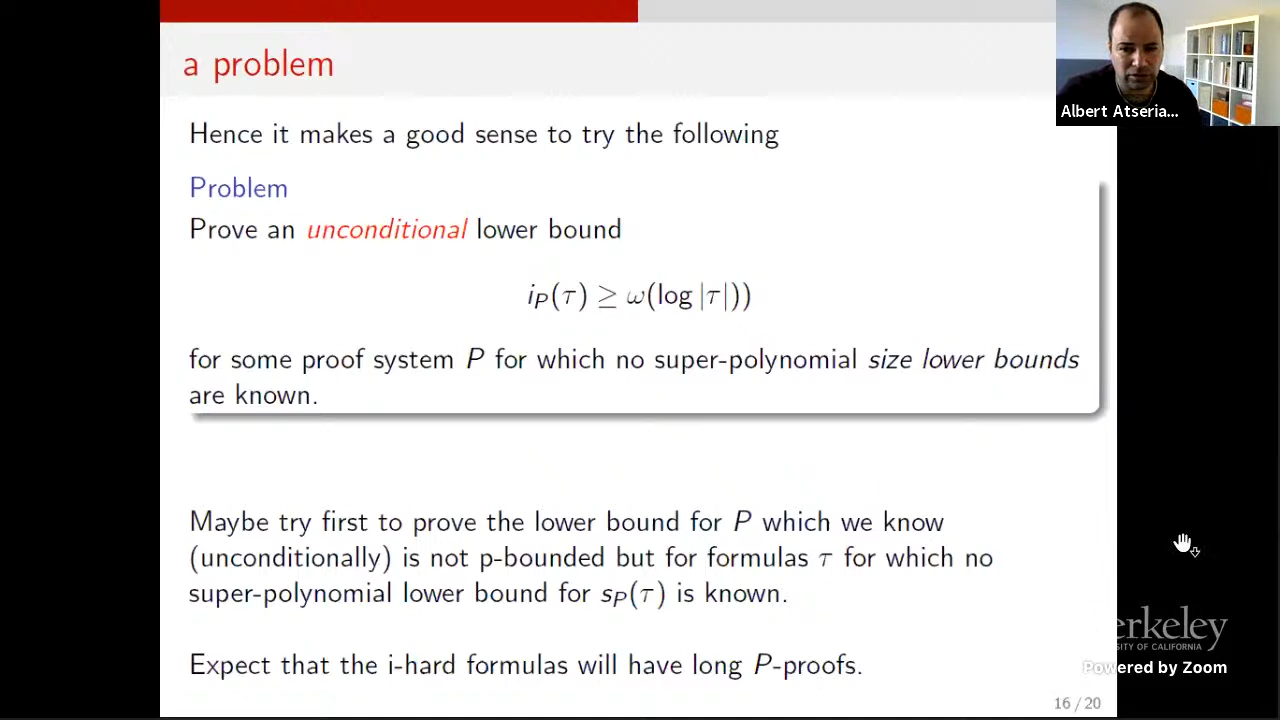 a problem
Albert Atseria...
Hence it makes a good sense to try the following
Problem
Prove an unconditional lower bound
i_P(τ) ≥ ω(log |τ|))
for some proof system P for which no super-polynomial size lower bounds
are known.
Maybe try first to prove the lower bound for P which we know
(unconditionally) is not p-bounded but for formulas τ for which no
super-polynomial lower bound for s_P(τ) is known.
Expect that the i-hard formulas will have long P-proofs.
erkeley
OF CALIFORNIA
Powered by Zoom
16 / 20